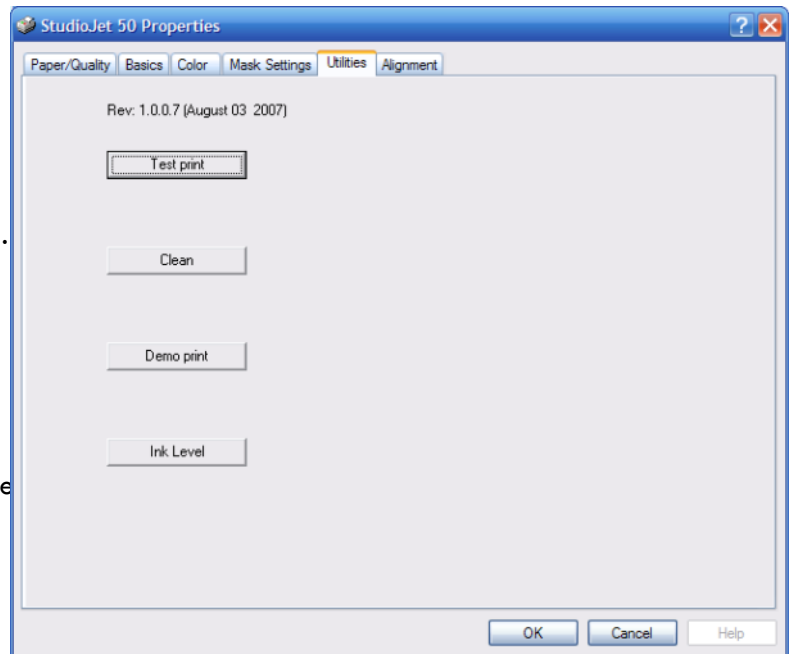 StudioJet 50 Properties
Paper/Quality Basics Color Mask Settings Utilities Alignment
Rev: 1.0.0.7 (August 03 2007)
Test print
.
Clean
Demo print
Ink Level
e
OK Cancel Help